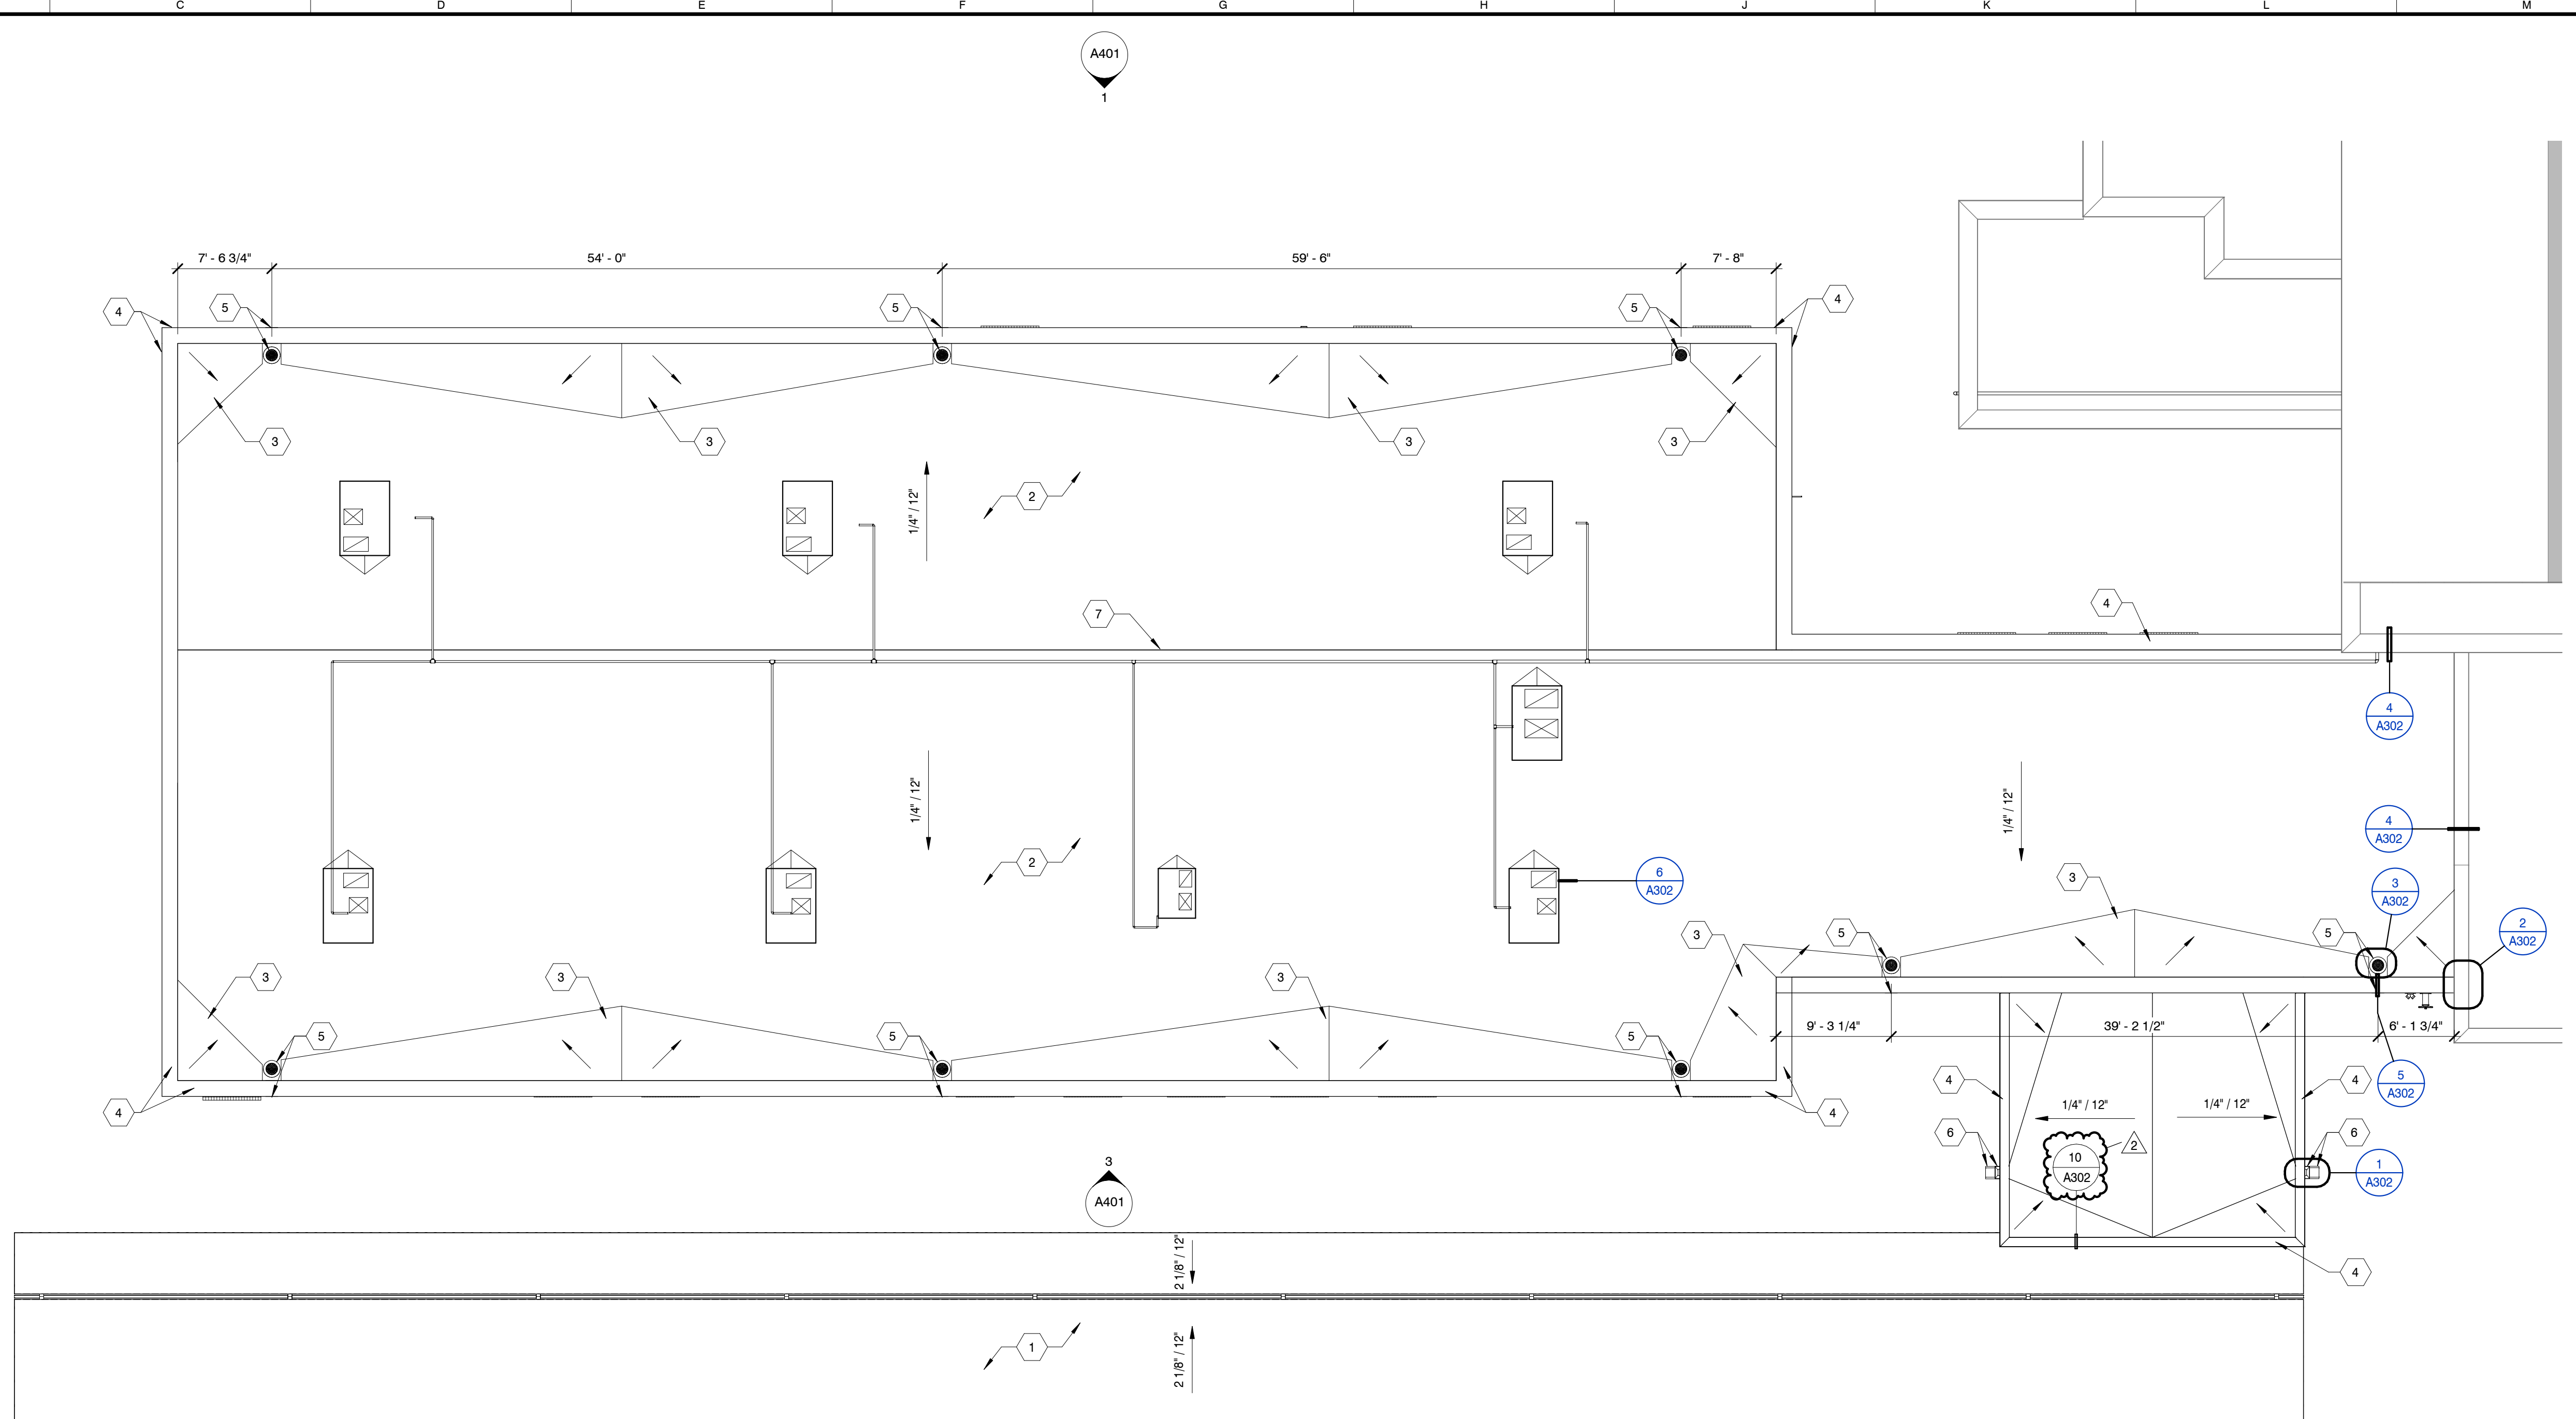 C D E F G H J K L M
A401
1
7' - 6 3/4" 54' - 0" 59' - 6" 7' - 8"
4 5 5 5 4
3 3 3 3
1/4" / 12"
2
7
4
4
A302
1/4" / 12"
2
1/4" / 12"
4
A302
6
A302
3
3
A302
3 5 5
2
A302
3 3 3
5 5 5
9' - 3 1/4" 39' - 2 1/2" 6' - 1 3/4"
4 4
5
A302
4 4
1/4" / 12" 1/4" / 12"
6 6
2
10
A302
1
A302
3
A401
4
2 1/8" / 12"
1
2 1/8" / 12"